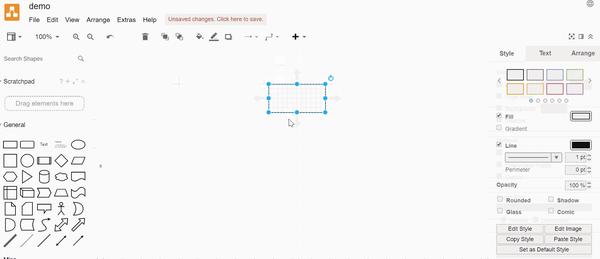 demo
File Edit View Arrange Extras Help Unsaved changes. Click here to save.
100%
Search Shapes
Scratchpad
Drag elements here
General
Text
Style Text Arrange
Fill
Gradient
Line
1 pt
Perimeter 0 pt
Opacity 100 %
Rounded Shadow
Glass Comic
Edit Style Edit Image
Copy Style Paste Style
Set as Default Style